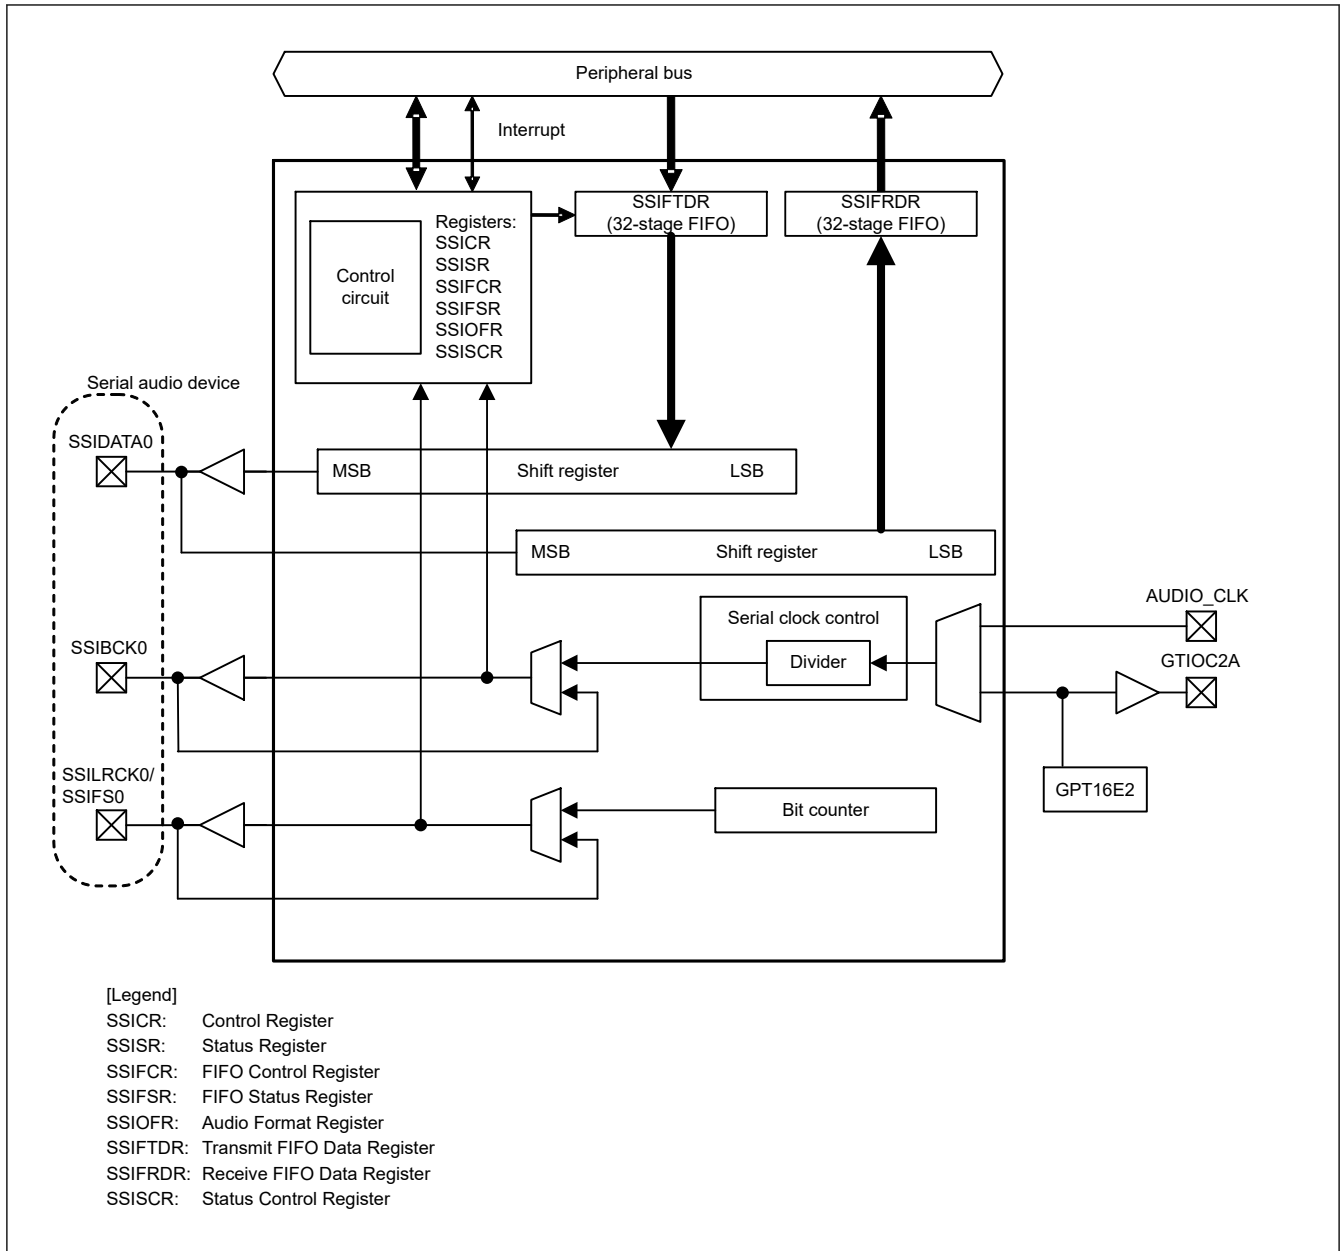 Peripheral bus
Interrupt
SSIFTDR
(32-stage FIFO)
SSIFRDR
(32-stage FIFO)
Registers:
SSICR
SSISR
SSIFCR
SSIFSR
SSIOFR
SSISCR
Control
circuit
Serial audio device
SSIDATA0
MSB Shift register LSB
MSB Shift register LSB
AUDIO_CLK
Serial clock control
SSIBCK0
Divider
GTIOC2A
SSILRCK0/
SSIFS0
GPT16E2
Bit counter
[Legend]
SSICR: Control Register
SSISR: Status Register
SSIFCR: FIFO Control Register
SSIFSR: FIFO Status Register
SSIOFR: Audio Format Register
SSIFTDR: Transmit FIFO Data Register
SSIFRDR: Receive FIFO Data Register
SSISCR: Status Control Register